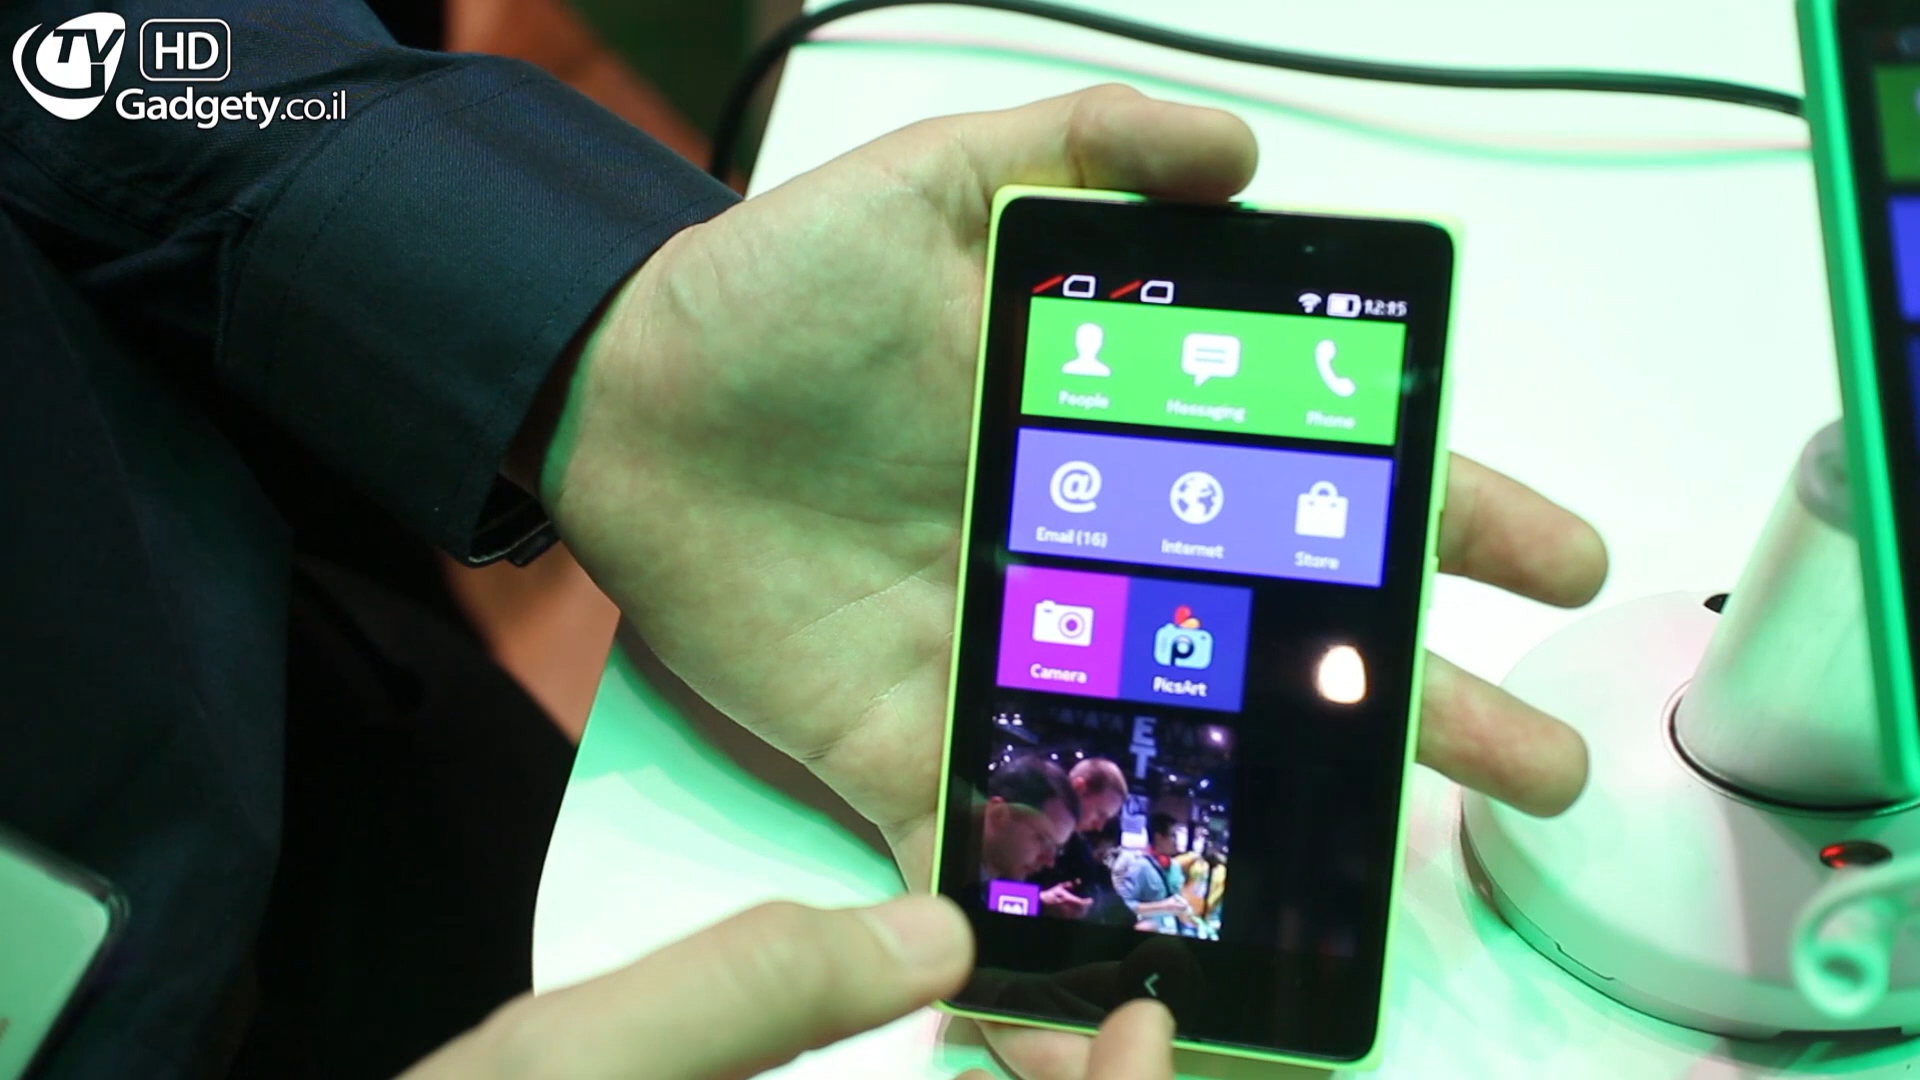 TV HD
Gadgety.co.il
12:15
People Messaging Phone
@
Email (16) Internet Store
Camera PicsArt
E
T